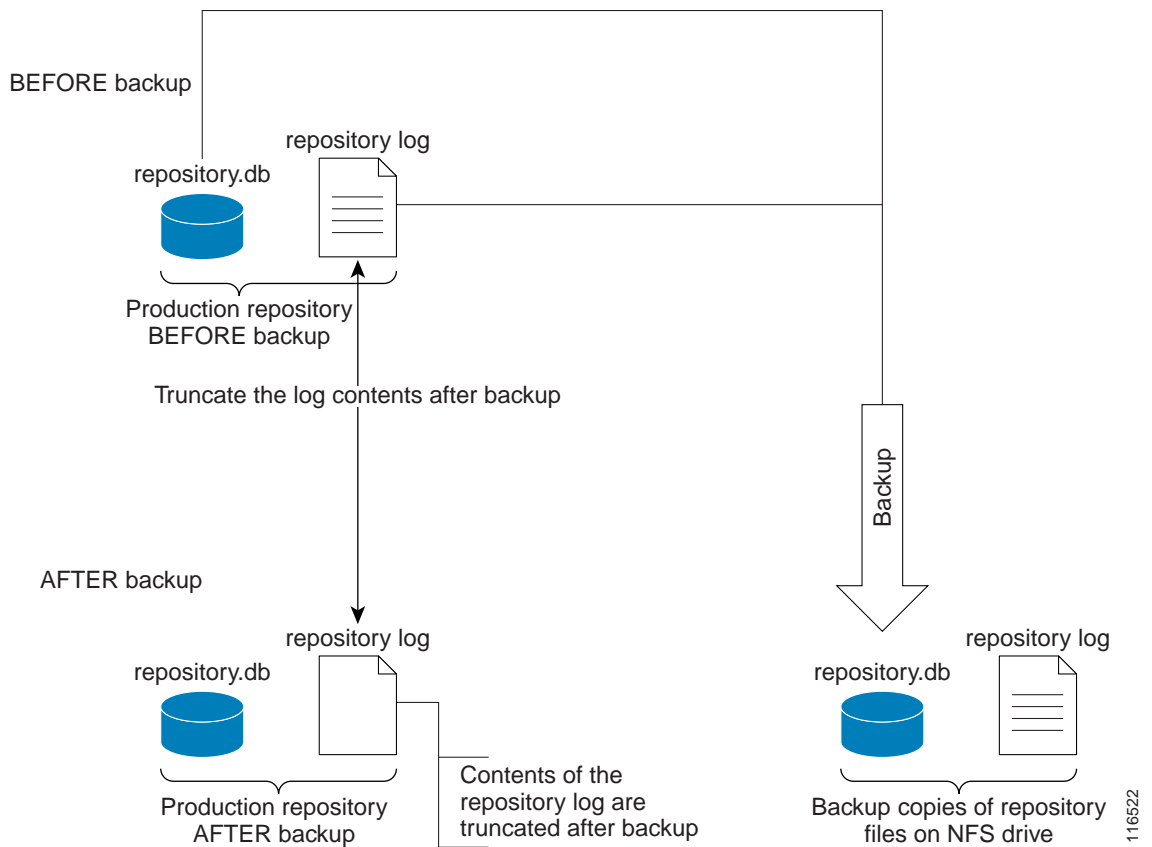 BEFORE backup
repository log
repository.db
Production repository
BEFORE backup
Truncate the log contents after backup
Backup
AFTER backup
repository log
repository.db
Production repository
AFTER backup
Contents of the
repository log are
truncated after backup
repository log
repository.db
Backup copies of repository
files on NFS drive
116522